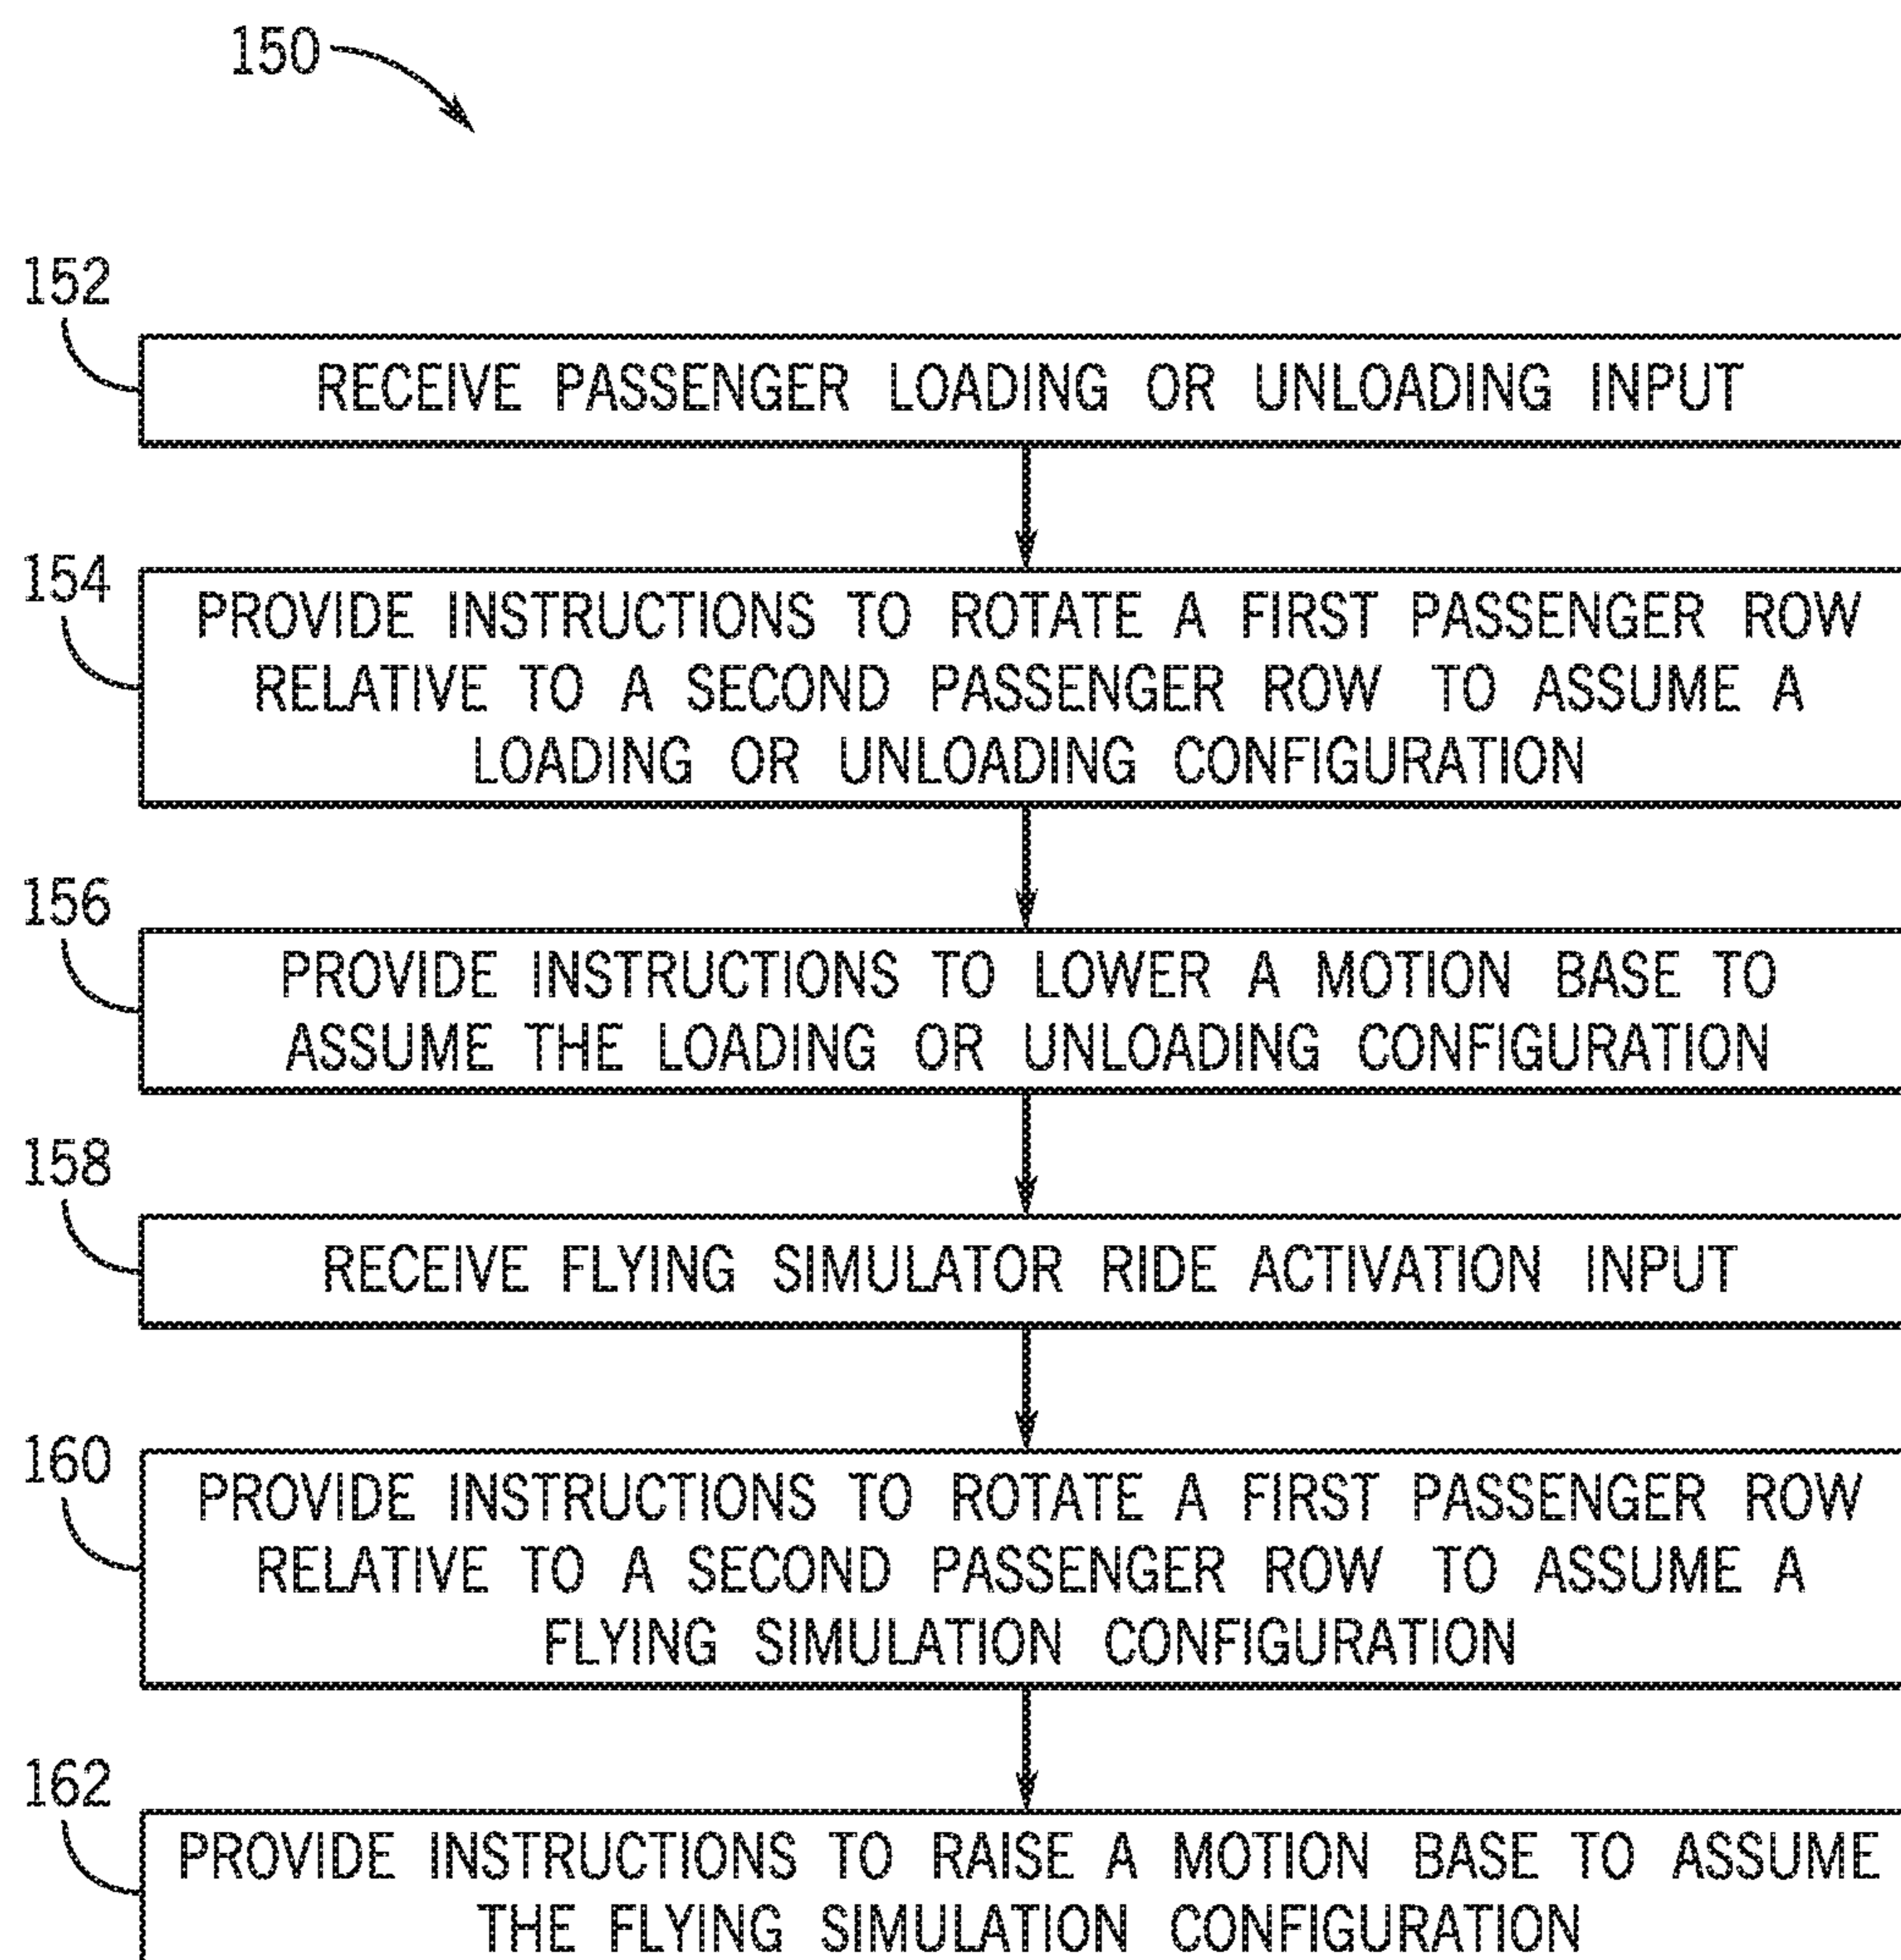 150
152
RECEIVE PASSENGER LOADING OR UNLOADING INPUT
154
PROVIDE INSTRUCTIONS TO ROTATE A FIRST PASSENGER ROW
RELATIVE TO A SECOND PASSENGER ROW TO ASSUME A
LOADING OR UNLOADING CONFIGURATION
156
PROVIDE INSTRUCTIONS TO LOWER A MOTION BASE TO
ASSUME THE LOADING OR UNLOADING CONFIGURATION
158
RECEIVE FLYING SIMULATOR RIDE ACTIVATION INPUT
160
PROVIDE INSTRUCTIONS TO ROTATE A FIRST PASSENGER ROW
RELATIVE TO A SECOND PASSENGER ROW TO ASSUME A
FLYING SIMULATION CONFIGURATION
162
PROVIDE INSTRUCTIONS TO RAISE A MOTION BASE TO ASSUME
THE FLYING SIMULATION CONFIGURATION